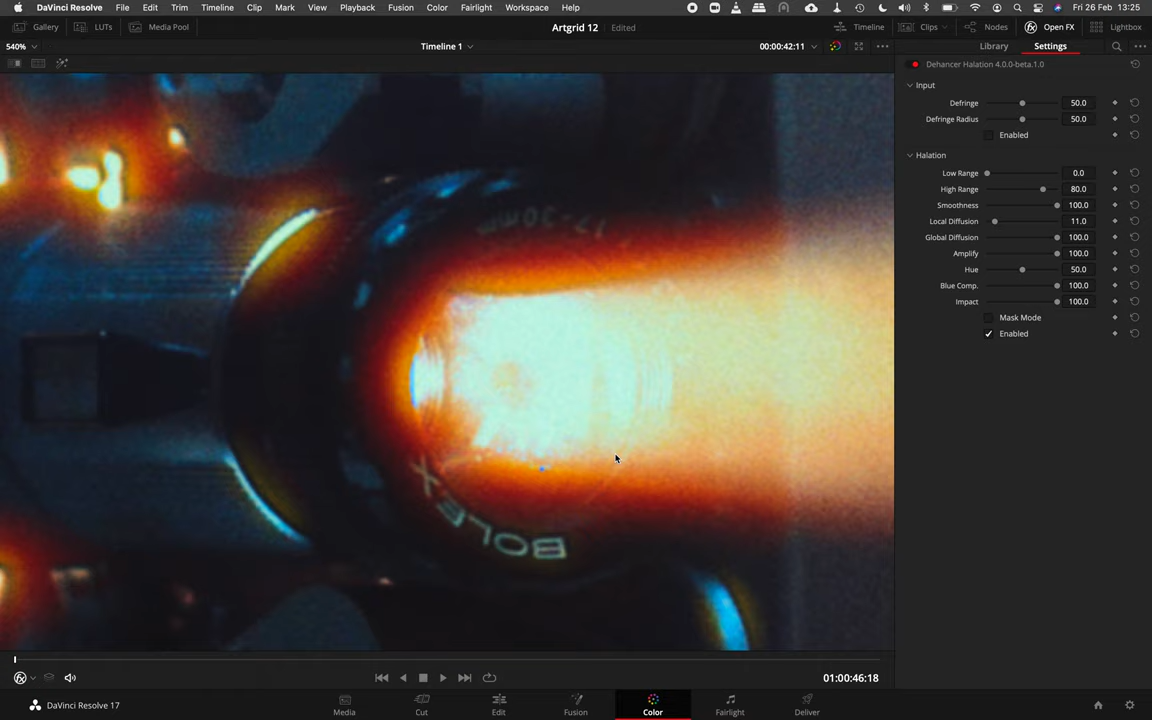 DaVinci Resolve File Edit Trim Timeline Clip Mark View Playback Fusion Color Fairlight Workspace Help Fri 26 Feb 13:25
Gallery LUTs Media Pool Artgrid 12 Edited Timeline Clips Nodes Open FX Lightbox
540% Timeline 1 00:00:42:11 Library Settings
Dehancer Halation 4.0.0-beta.1.0
Input
Defringe 50.0
Defringe Radius 50.0
Enabled
Halation
Low Range 0.0
High Range 80.0
Smoothness 100.0
Local Diffusion 11.0
Global Diffusion 100.0
Amplify 100.0
Hue 50.0
Blue Comp. 100.0
Impact 100.0
Mask Mode
Enabled
17-30MM
BOLEX
01:00:46:18
DaVinci Resolve 17 Media Cut Edit Fusion Color Fairlight Deliver